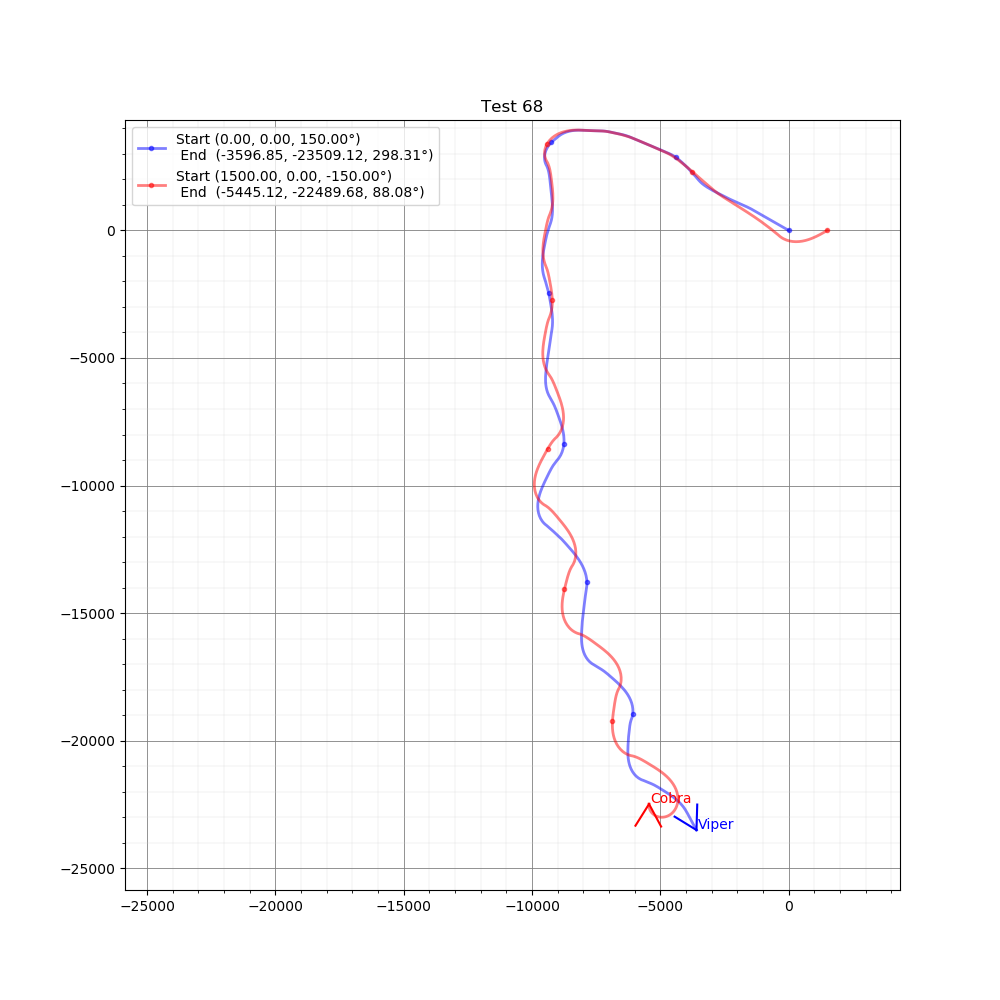 Test 68
Start (0.00, 0.00, 150.00°)
End  (-3596.85, -23509.12, 298.31°)
Start (1500.00, 0.00, -150.00°)
End  (-5445.12, -22489.68, 88.08°)
0
−5000
−10000
−15000
−20000
−25000
Cobra
Viper
−25000 −20000 −15000 −10000 −5000 0